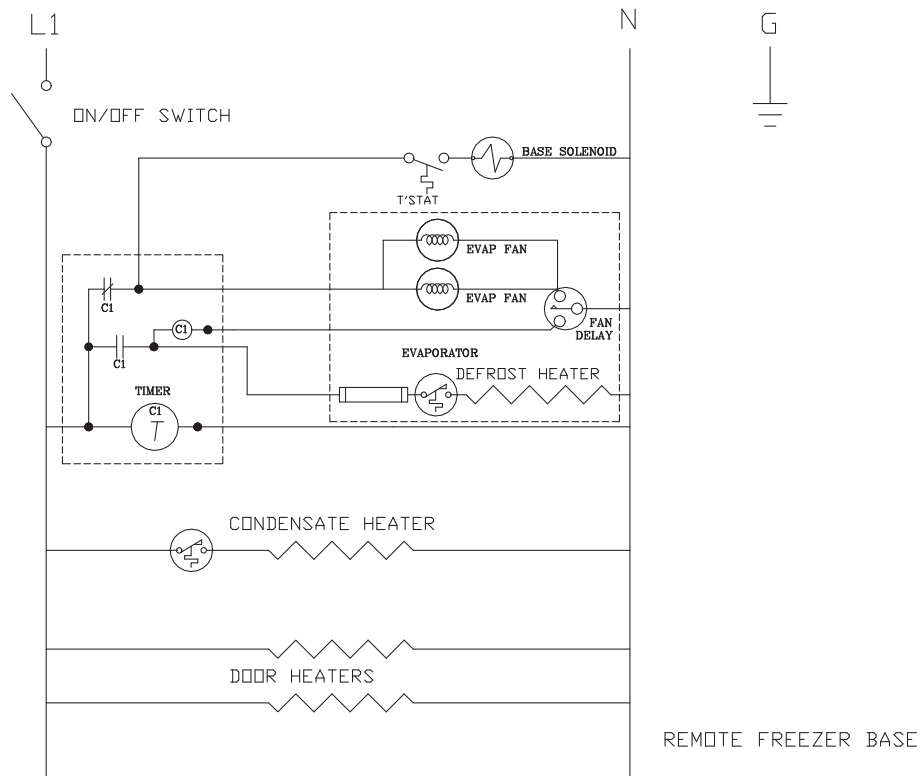 L1
N
G
ON/OFF SWITCH
BASE SOLENOID
T'STAT
EVAP FAN
C1
EVAP FAN
C1
FAN
DELAY
C1
EVAPORATOR
DEFROST HEATER
TIMER
C1
CONDENSATE HEATER
DOOR HEATERS
REMOTE FREEZER BASE